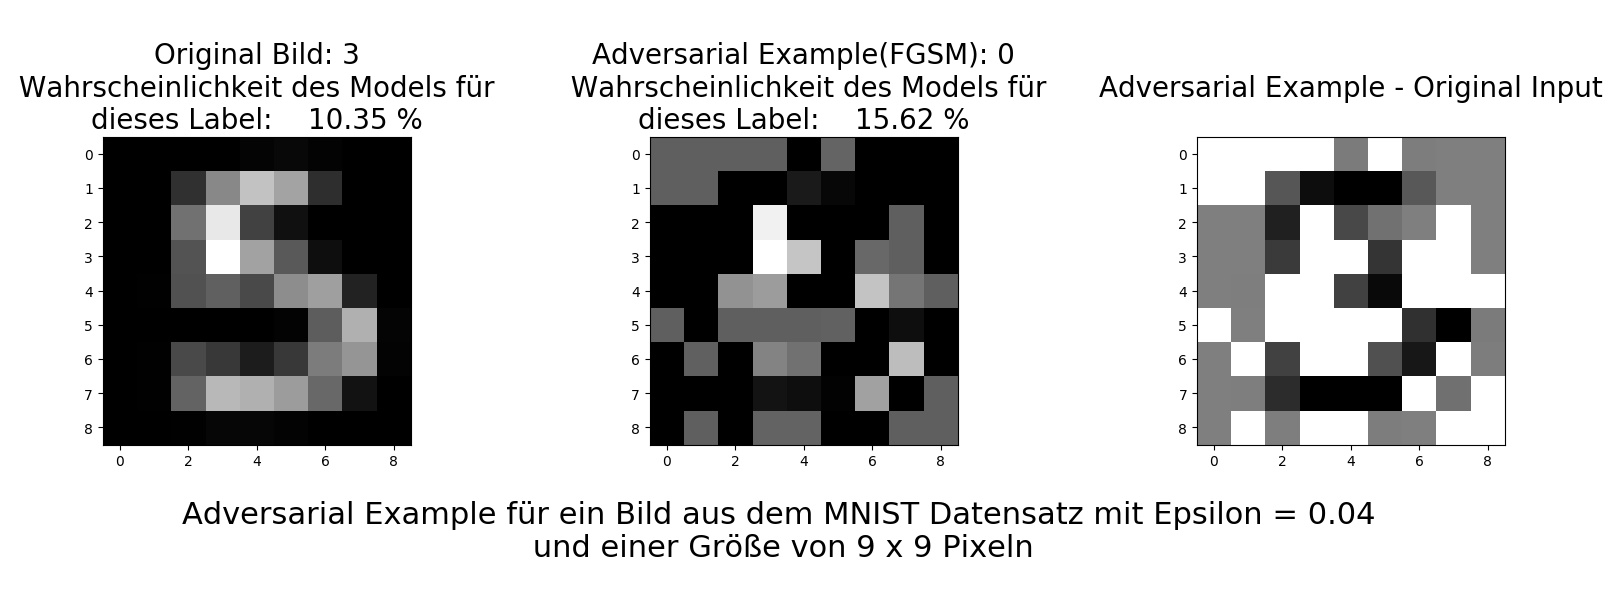 Original Bild: 3
Wahrscheinlichkeit des Models für
dieses Label: 10.35 %
Adversarial Example(FGSM): 0
Wahrscheinlichkeit des Models für
dieses Label: 15.62 %
Adversarial Example - Original Input
0
1
2
3
4
5
6
7
8
0 2 4 6 8
0
1
2
3
4
5
6
7
8
0 2 4 6 8
0
1
2
3
4
5
6
7
8
0 2 4 6 8
Adversarial Example für ein Bild aus dem MNIST Datensatz mit Epsilon = 0.04
und einer Größe von 9 x 9 Pixeln